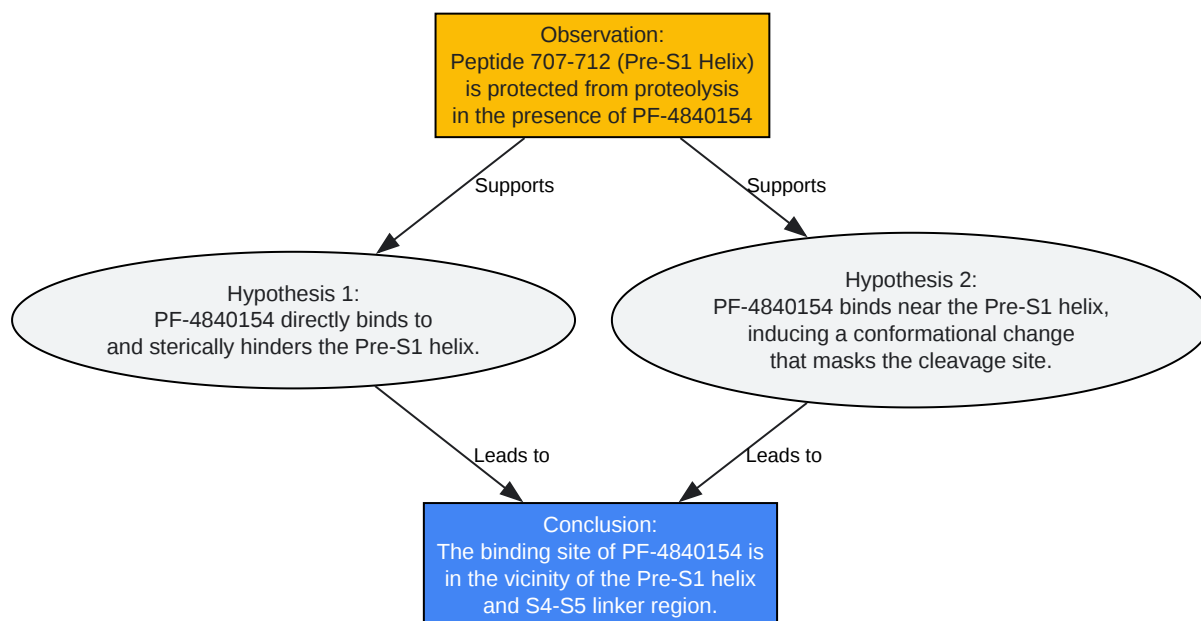 Observation:
Peptide 707-712 (Pre-S1 Helix)
is protected from proteolysis
in the presence of PF-4840154
Supports
Supports
Hypothesis 1:
PF-4840154 directly binds to
and sterically hinders the Pre-S1 helix.
Hypothesis 2:
PF-4840154 binds near the Pre-S1 helix,
inducing a conformational change
that masks the cleavage site.
Leads to
Leads to
Conclusion:
The binding site of PF-4840154 is
in the vicinity of the Pre-S1 helix
and S4-S5 linker region.